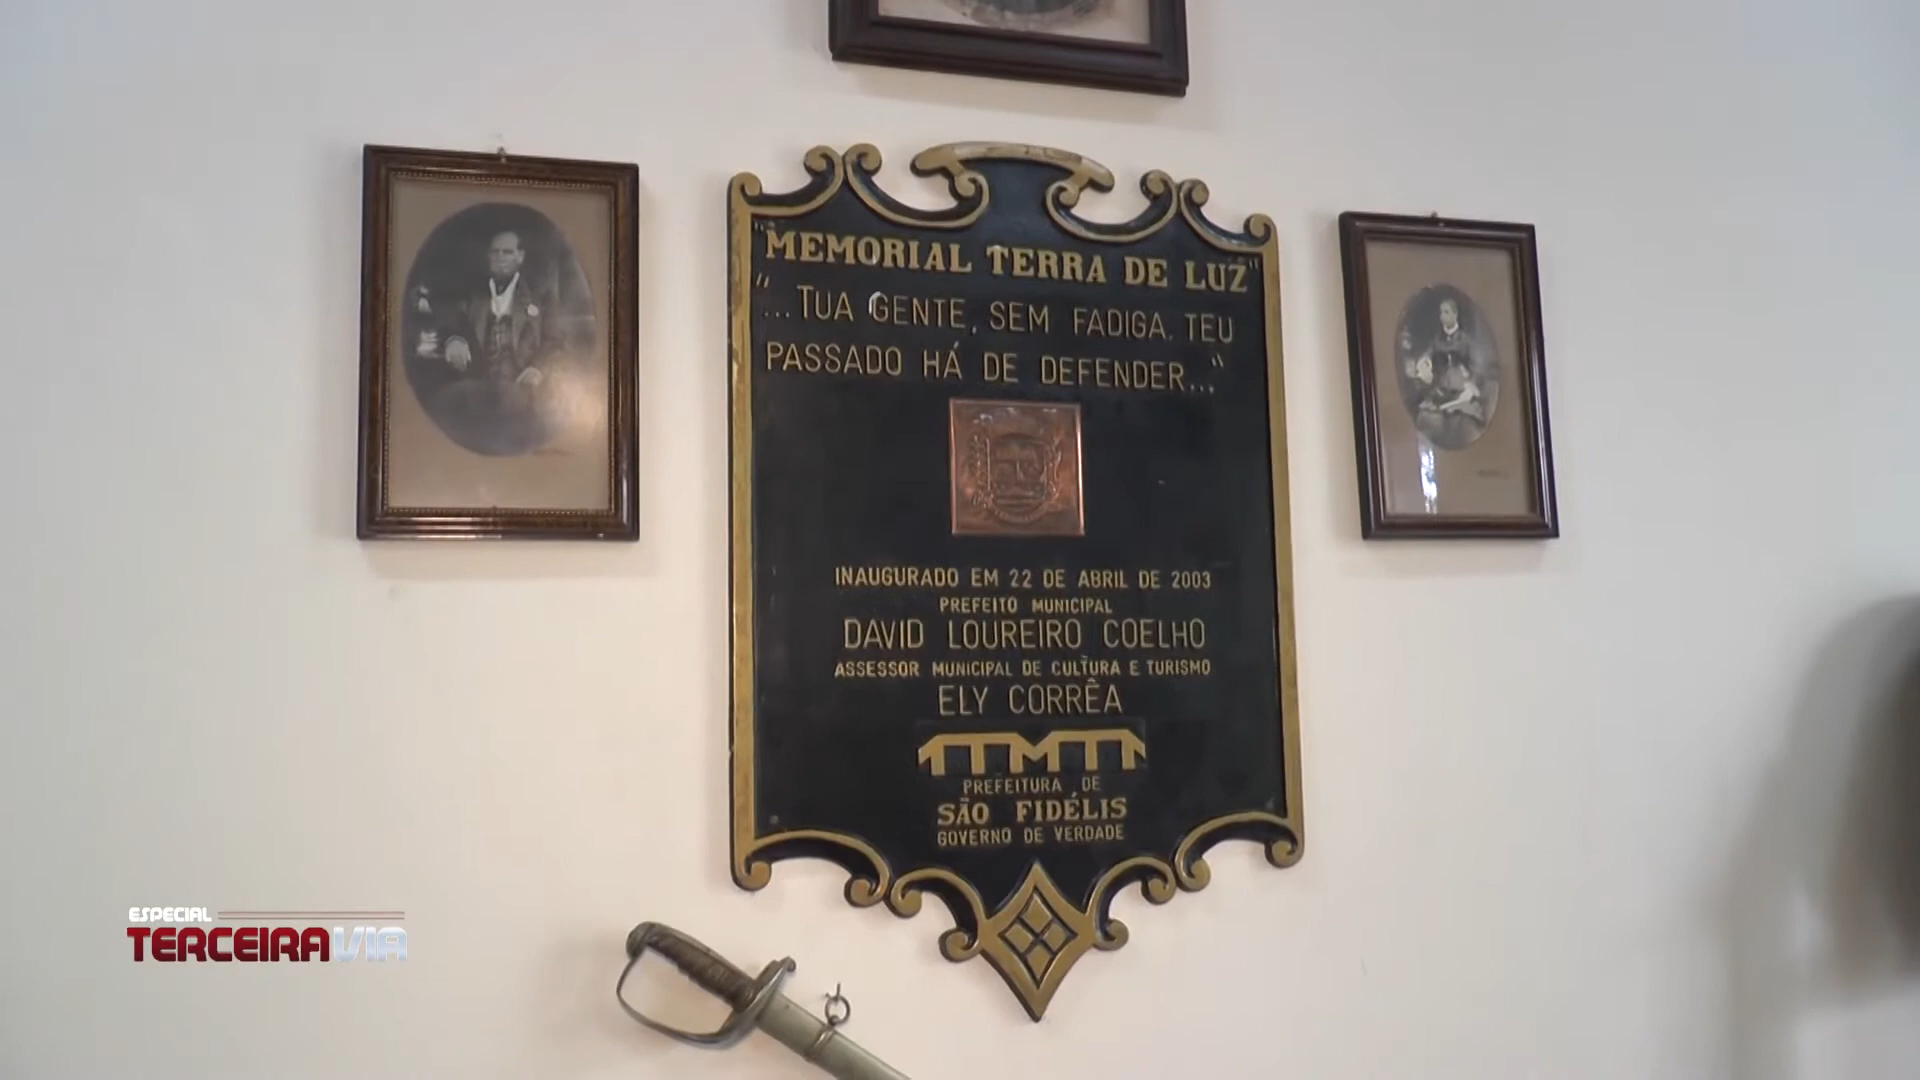 "MEMORIAL TERRA DE LUZ"
"...TUA GENTE, SEM FADIGA, TEU
PASSADO HÁ DE DEFENDER..."
INAUGURADO EM 22 DE ABRIL DE 2003
PREFEITO MUNICIPAL
DAVID LOUREIRO COELHO
ASSESSOR MUNICIPAL DE CULTURA E TURISMO
ELY CORRÊA
PREFEITURA DE
SÃO FIDÉLIS
GOVERNO DE VERDADE
ESPECIAL
TERCEIRA VIA